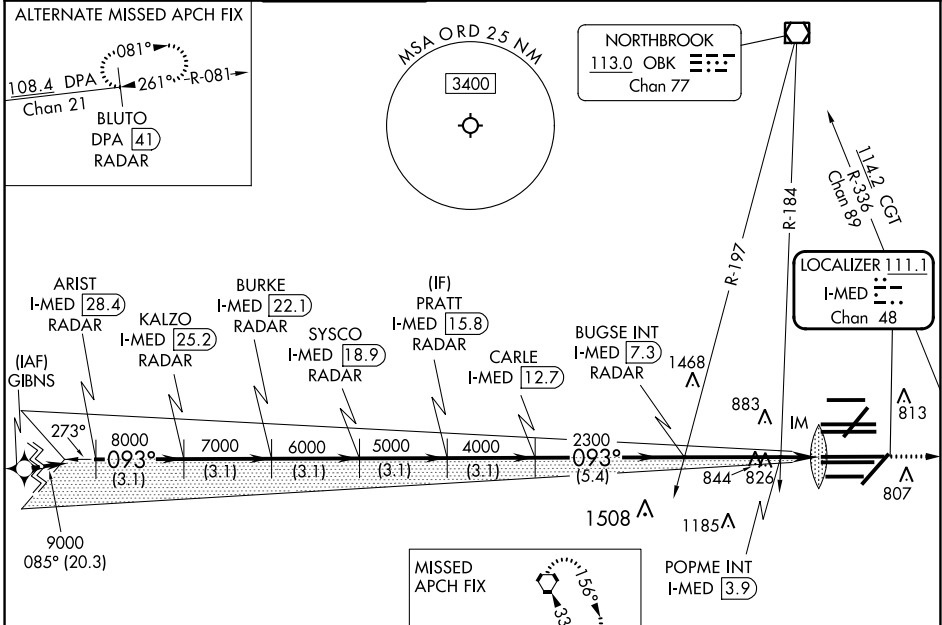 ALTERNATE MISSED APCH FIX
081°
108.4 DPA
Chan 21
261°
R-081
BLUTO
DPA 41
RADAR
MSA ORD 25 NM
3400
NORTHBROOK
113.0 OBK
Chan 77
114.2 CGT
R-336
Chan 89
R-197
R-184
LOCALIZER 111.1
I-MED
Chan 48
ARIST
I-MED 28.4
RADAR
KALZO
I-MED 25.2
RADAR
BURKE
I-MED 22.1
RADAR
SYSCO
I-MED 18.9
RADAR
(IF)
PRATT
I-MED 15.8
RADAR
CARLE
I-MED 12.7
BUGSE INT
I-MED 7.3
RADAR
1468
883
IM
813
(IAF)
GIBNS
273°
8000
093°
(3.1)
7000
(3.1)
6000
(3.1)
5000
(3.1)
4000
(3.1)
2300
093°
(5.4)
844
826
807
9000
085° (20.3)
1508
1185
POPME INT
I-MED 3.9
MISSED
APCH FIX
156°